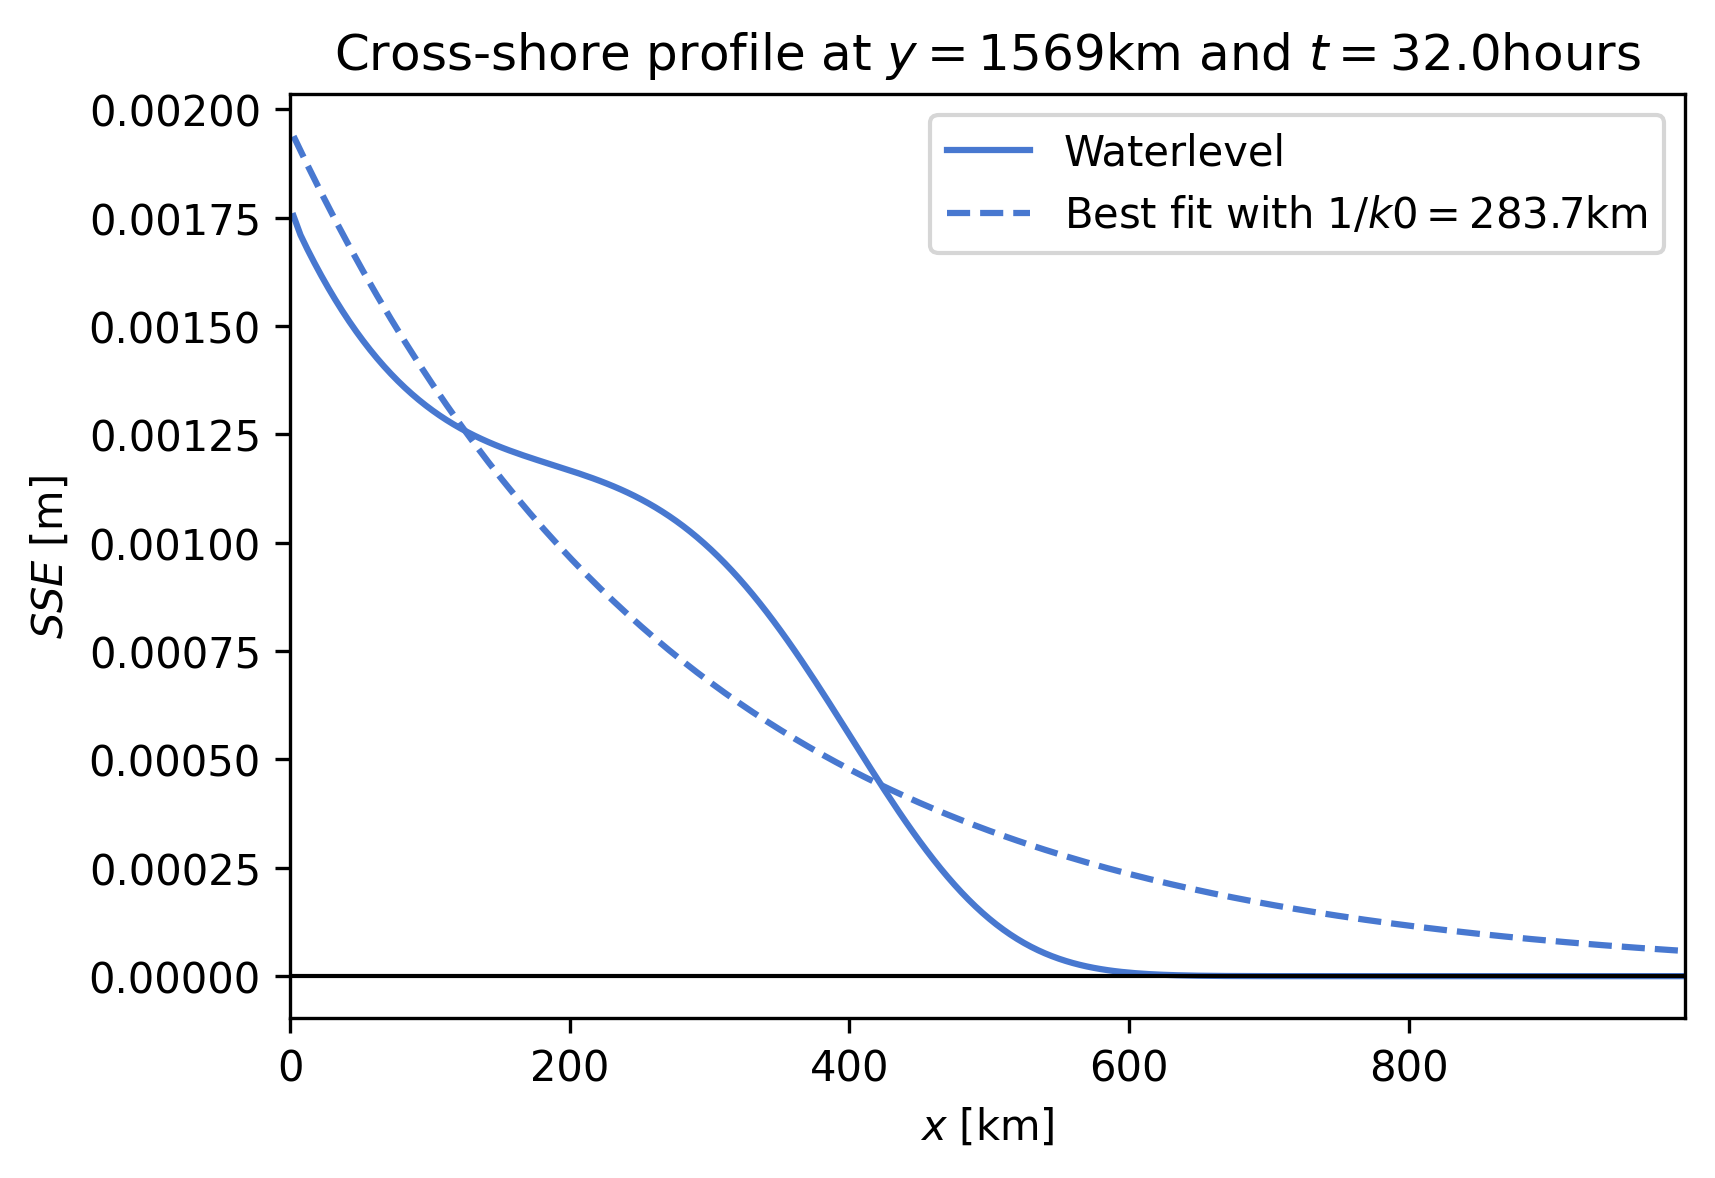 Cross-shore profile at y = 1569km and t = 32.0hours
0.00200
0.00175
0.00150
0.00125
0.00100
0.00075
0.00050
0.00025
0.00000
SSE [m]
Waterlevel
Best fit with 1/k0 = 283.7km
0 200 400 600 800
x [km]